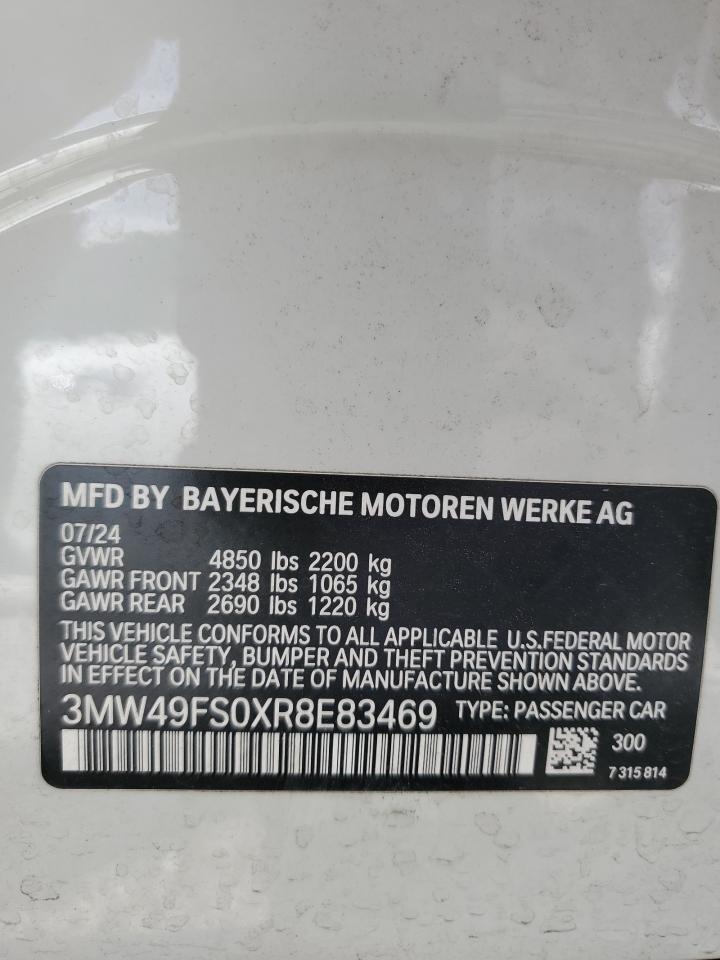 MFD BY BAYERISCHE MOTOREN WERKE AG
07/24
GVWR 4850 lbs 2200 kg
GAWR FRONT 2348 lbs 1065 kg
GAWR REAR 2690 lbs 1220 kg
THIS VEHICLE CONFORMS TO ALL APPLICABLE U.S.FEDERAL MOTOR
VEHICLE SAFETY, BUMPER AND THEFT PREVENTION STANDARDS
IN EFFECT ON THE DATE OF MANUFACTURE SHOWN ABOVE.
3MW49FS0XR8E83469 TYPE: PASSENGER CAR
300
7 315 814